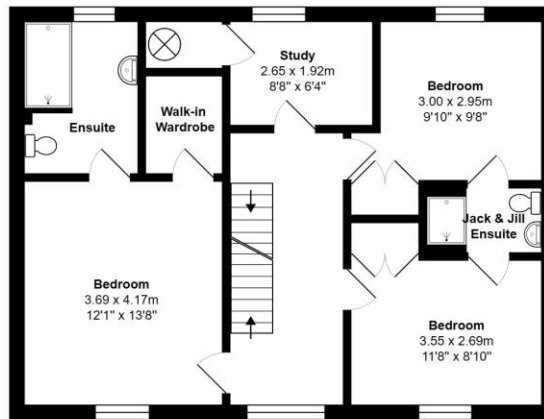 Study
2.65 x 1.92m
8'8" x 6'4"
Bedroom
3.00 x 2.95m
9'10" x 9'8"
Ensuite
Walk-in
Wardrobe
Jack & Jill
Ensuite
Bedroom
3.69 x 4.17m
12'1" x 13'8"
Bedroom
3.55 x 2.69m
11'8" x 8'10"